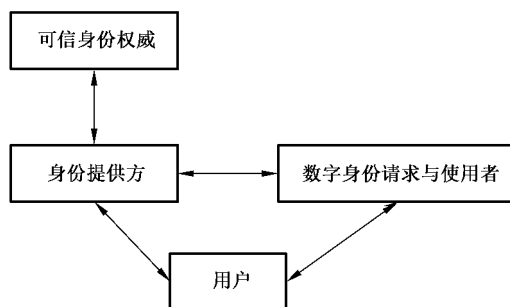 可信身份权威
身份提供方
数字身份请求与使用者
用户